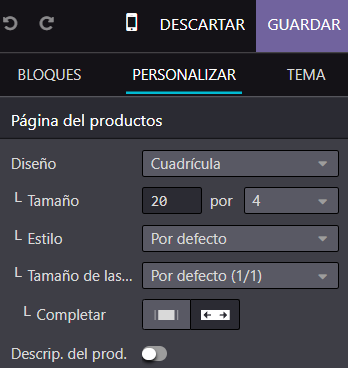 DESCARTAR GUARDAR
BLOQUES PERSONALIZAR TEMA
Página del productos
Diseño Cuadrícula
└ Tamaño 20 por 4
└ Estilo Por defecto
└ Tamaño de las... Por defecto (1/1)
└ Completar
Descrip. del prod.